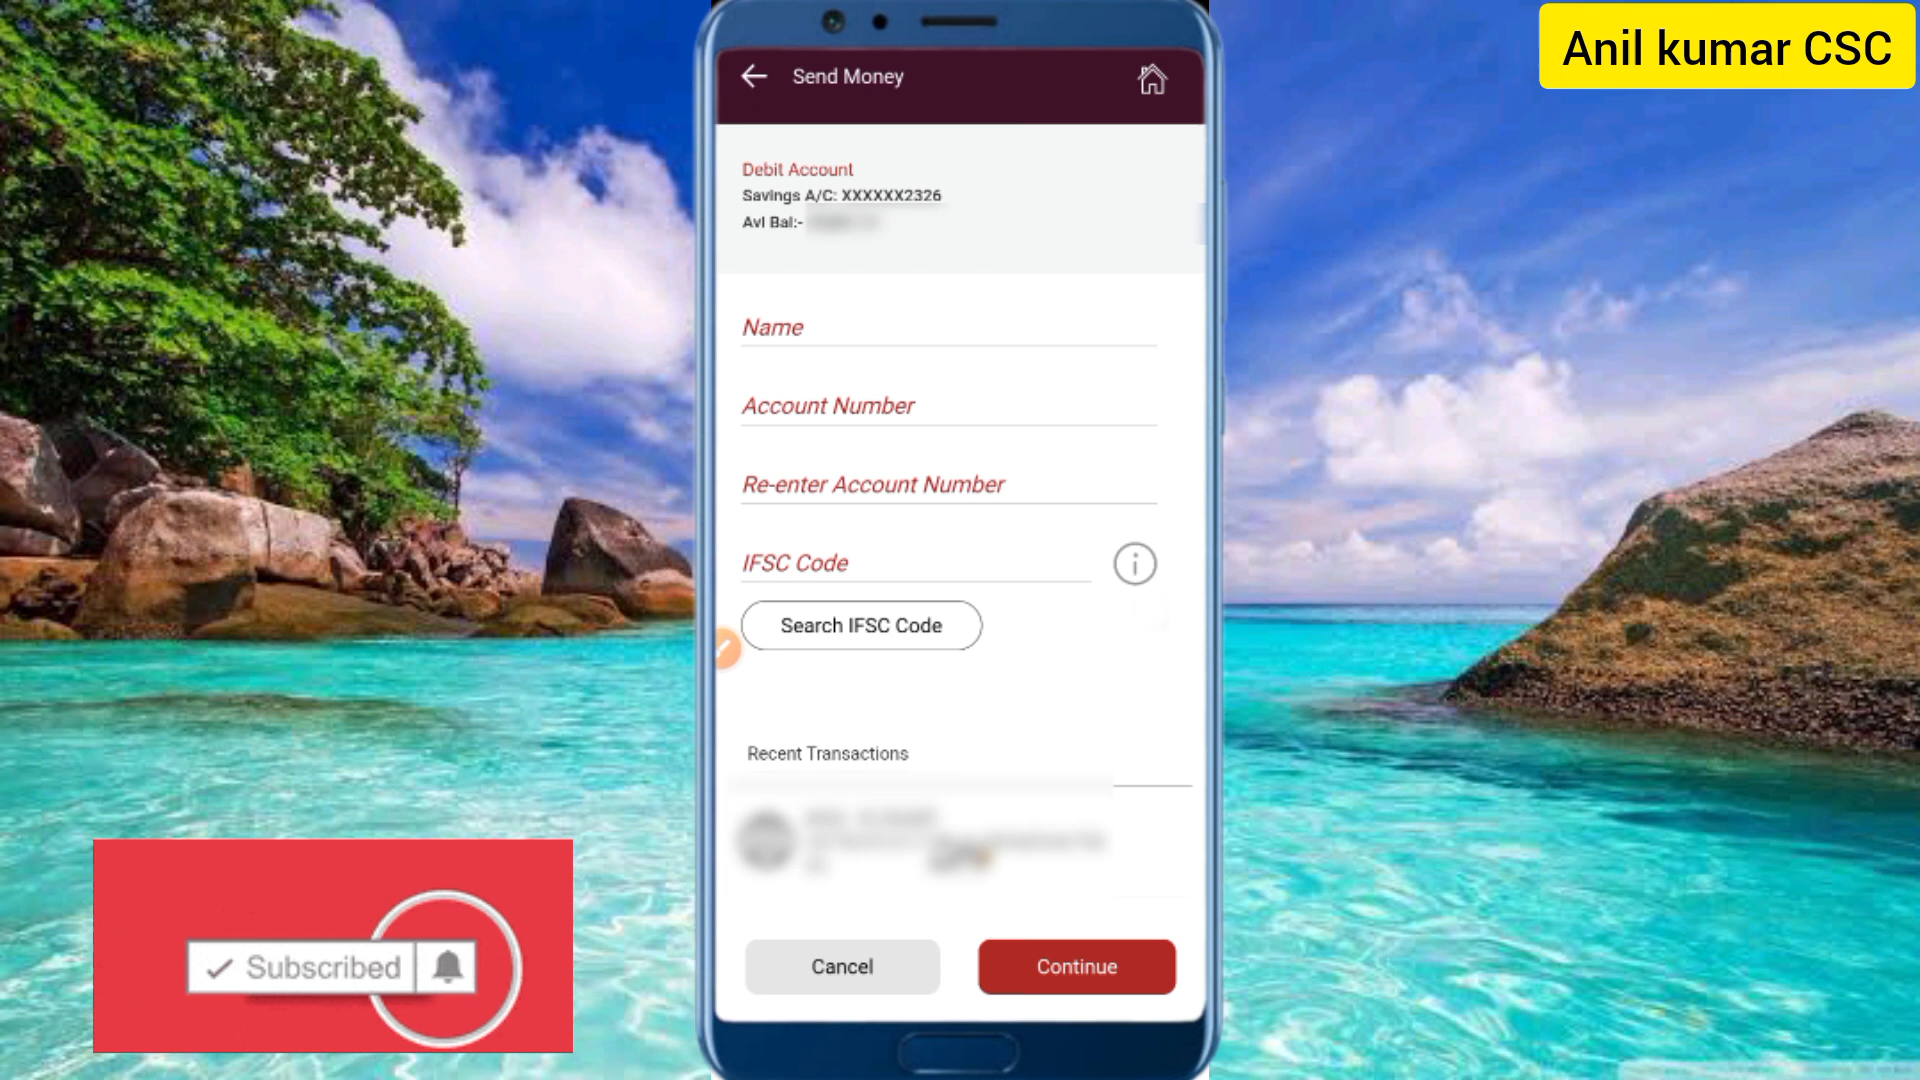 Anil kumar CSC
Send Money
Debit Account
Savings A/C: XXXXXX2326
Avl Bal:-
Name
Account Number
Re-enter Account Number
IFSC Code
Search IFSC Code
Recent Transactions
Cancel
Continue
Subscribed